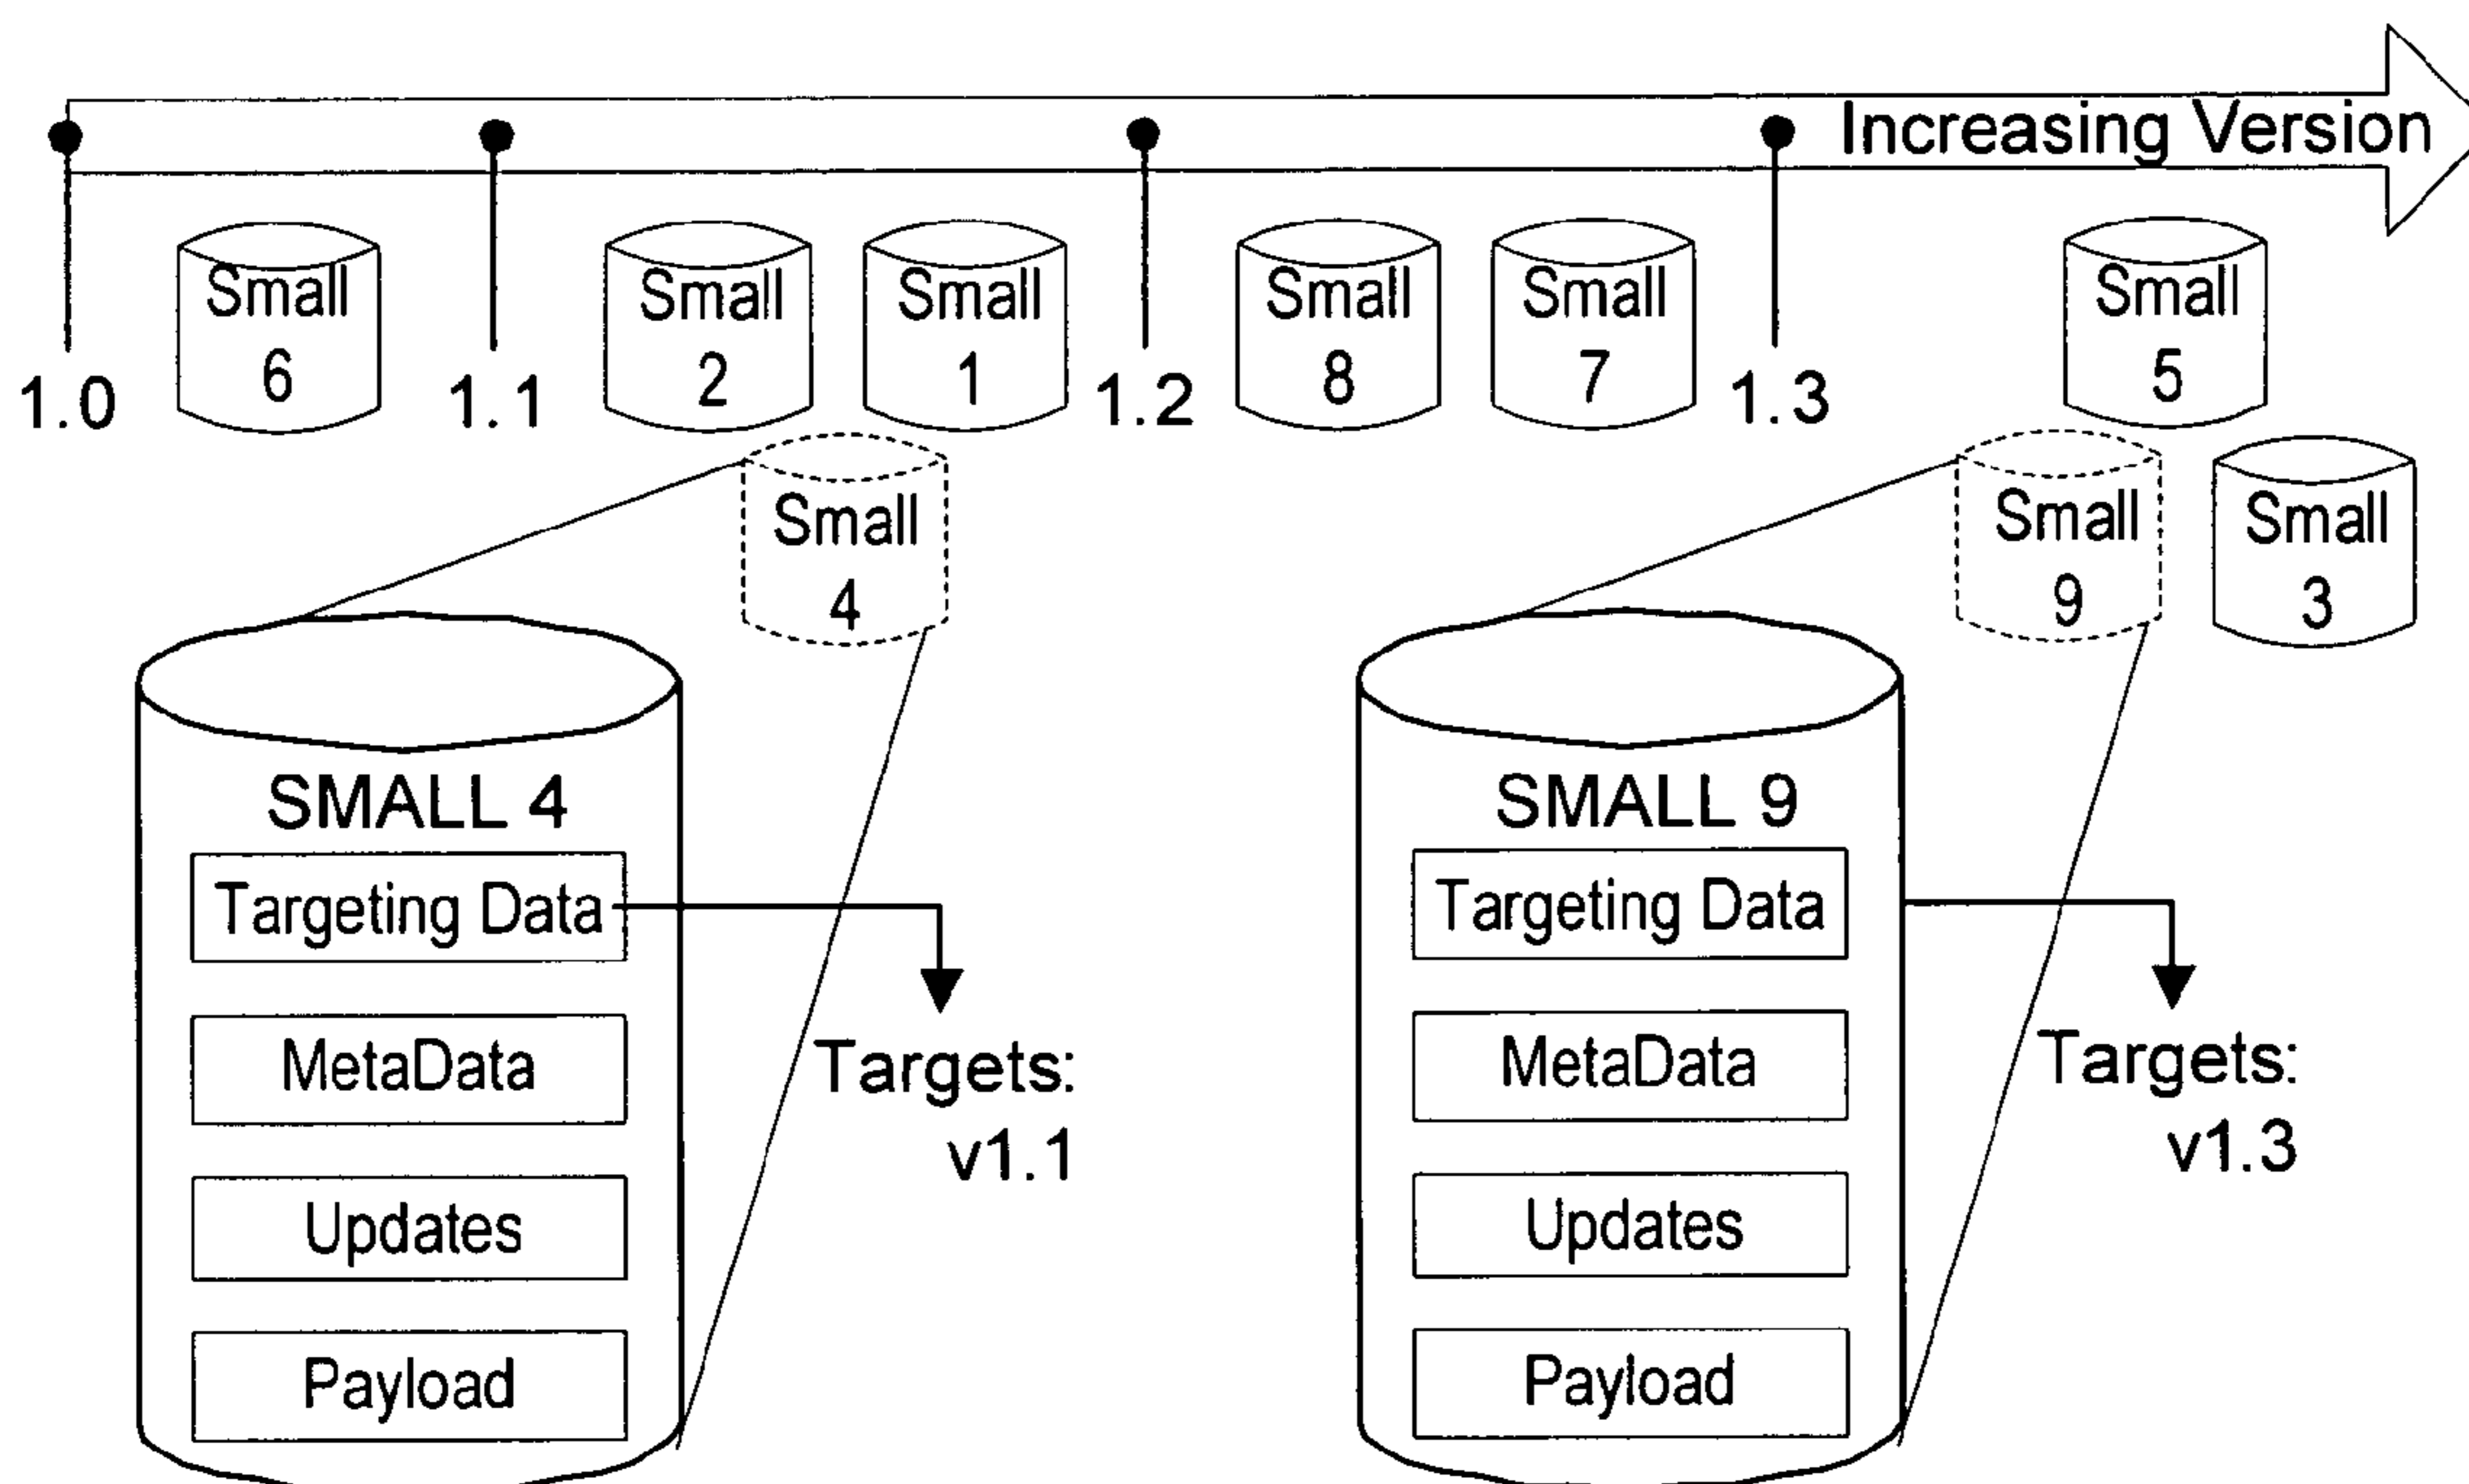 Increasing Version
1.0
Small
6
1.1
Small
2
Small
1
1.2
Small
8
Small
7
1.3
Small
5
Small
4
Small
9
Small
3
SMALL 4
Targeting Data
MetaData
Updates
Payload
Targets:
v1.1
SMALL 9
Targeting Data
MetaData
Updates
Payload
Targets:
v1.3